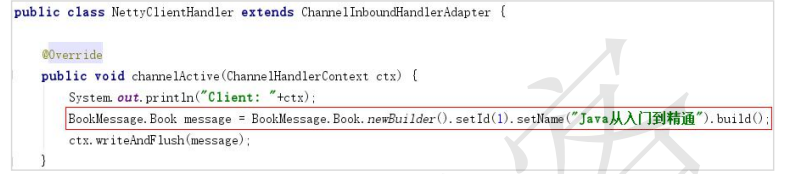 public class NettyClientHandler extends ChannelInboundHandlerAdapter {
@Override
public void channelActive(ChannelHandlerContext ctx) {
System.out.println("Client: "+ctx);
BookMessage.Book message = BookMessage.Book.newBuilder().setId(1).setName("Java从入门到精通").build();
ctx.writeAndFlush(message);
}